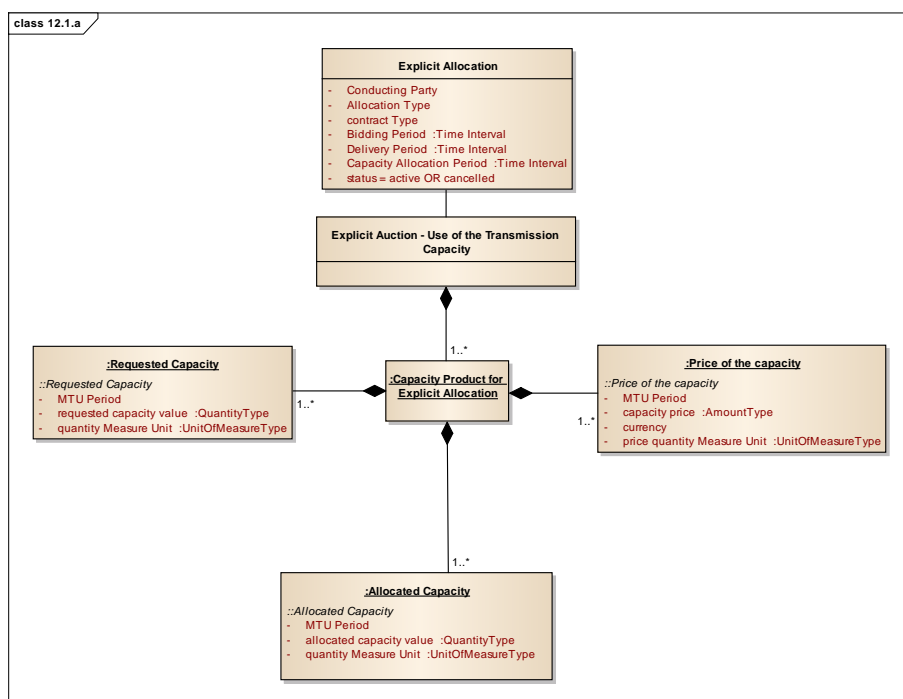 class 12.1.a
Explicit Allocation
- Conducting Party
- Allocation Type
- contract Type
- Bidding Period :Time Interval
- Delivery Period :Time Interval
- Capacity Allocation Period :Time Interval
- status = active OR cancelled
Explicit Auction - Use of the Transmission
Capacity
1..*
:Requested Capacity
::Requested Capacity
- MTU Period
- requested capacity value :QuantityType
- quantity Measure Unit :UnitOfMeasureType
1..*
:Capacity Product for
Explicit Allocation
:Price of the capacity
::Price of the capacity
- MTU Period
- capacity price :AmountType
- currency
- price quantity Measure Unit :UnitOfMeasureType
1..*
1..*
:Allocated Capacity
::Allocated Capacity
- MTU Period
- allocated capacity value :QuantityType
- quantity Measure Unit :UnitOfMeasureType